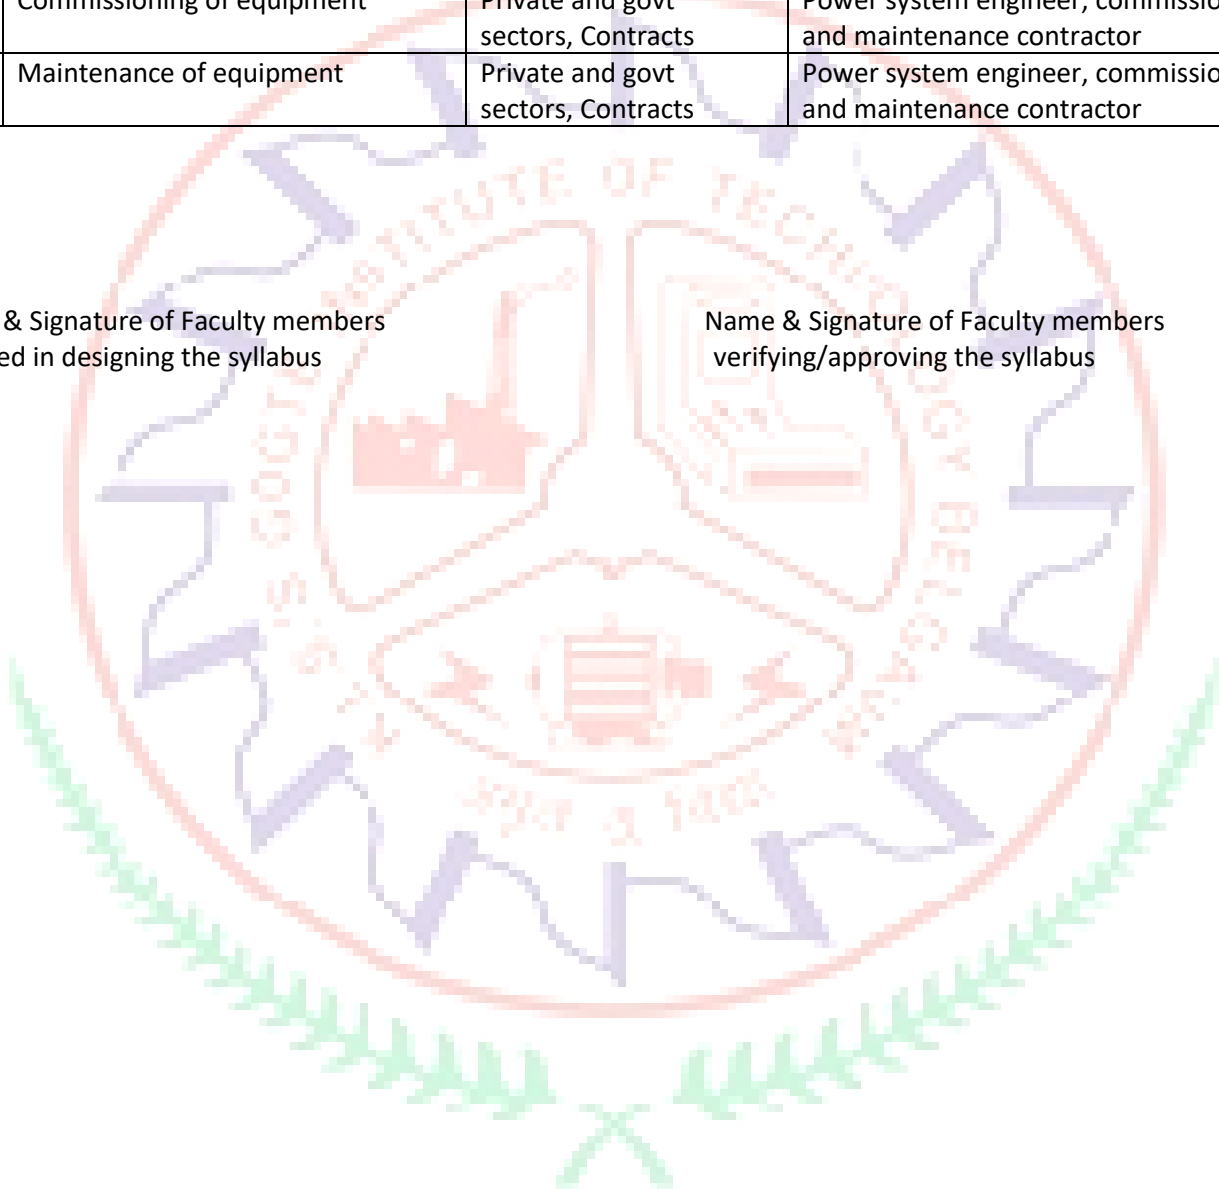 Commissioning of equipment Private and govt Power system engineer, commissio
sectors, Contracts and maintenance contractor
Maintenance of equipment Private and govt Power system engineer, commissio
sectors, Contracts and maintenance contractor
& Signature of Faculty members Name & Signature of Faculty members
ed in designing the syllabus verifying/approving the syllabus
K.L.S.'S GOGTE INSTITUTE OF TECHNOLOGY BELGAVI